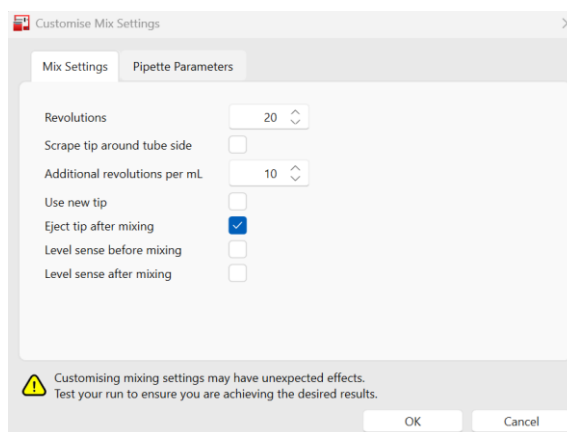 Customise Mix Settings
Mix Settings Pipette Parameters
Revolutions 20
Scrape tip around tube side
Additional revolutions per mL 10
Use new tip
Eject tip after mixing
Level sense before mixing
Level sense after mixing
Customising mixing settings may have unexpected effects.
Test your run to ensure you are achieving the desired results.
OK Cancel